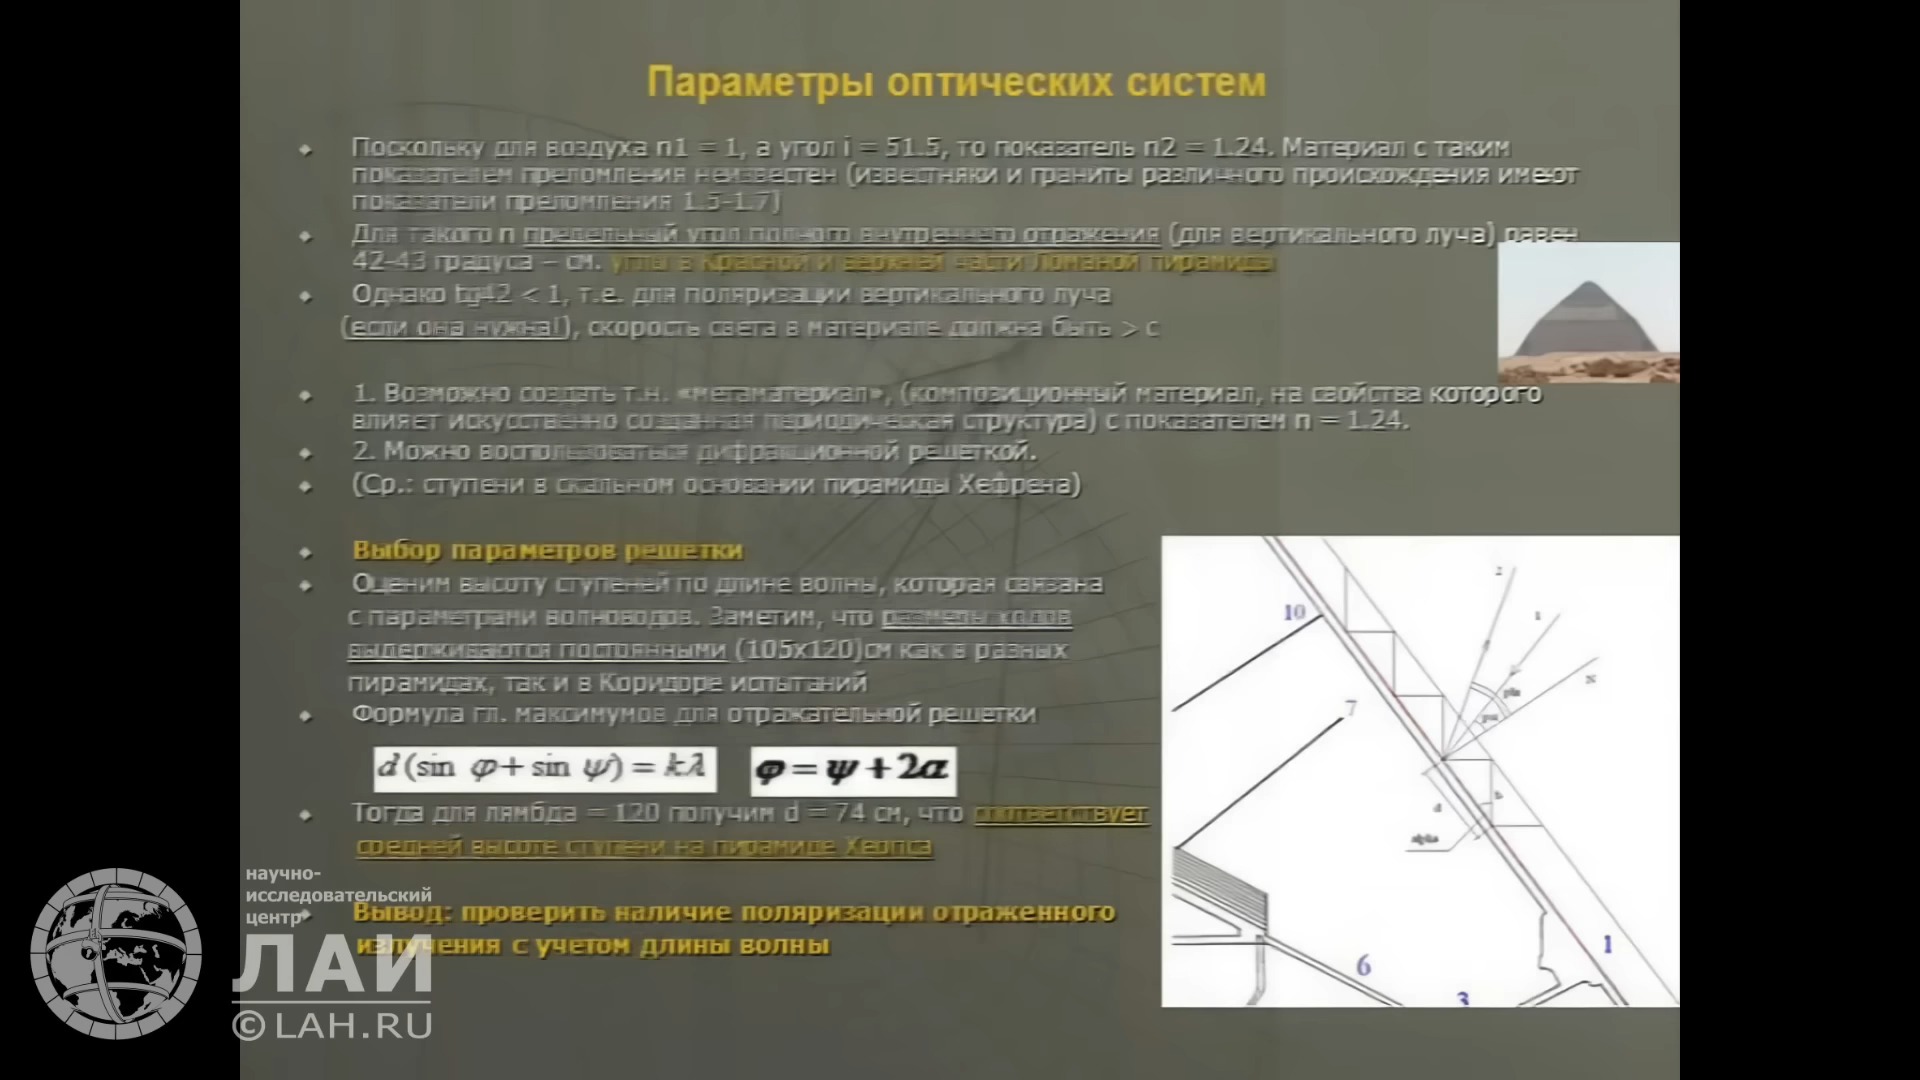 Параметры оптических систем
Поскольку для воздуха n1 = 1, а угол i = 51.5, то показатель n2 = 1.24. Материал с таким
показателем преломления неизвестен (известняки и граниты различного происхождения имеют
показатели преломления 1.5-1.7)
Для такого n предельный угол полного внутреннего отражения (для вертикального луча) равен
42-43 градуса – см. углы в Красной и верхней части Ломаной пирамиды
Однако tg42 < 1, т.е. для поляризации вертикального луча
(если она нужна!), скорость света в материале должна быть > c
1. Возможно создать т.н. «метаматериал», (композиционный материал, на свойства которого
влияет искусственно созданная периодическая структура) с показателем n = 1.24.
2. Можно воспользоваться дифракционной решеткой.
(Ср.: ступени в скальном основании пирамиды Хефрена)
Выбор параметров решетки
Оценим высоту ступеней по длине волны, которая связана
с параметрами волноводов. Заметим, что размеры ходов
выдерживаются постоянными (105x120)см как в разных
пирамидах, так и в Коридоре испытаний
Формула гл. максимумов для отражательной решетки
d (sin φ + sin ψ) = kλ
φ = ψ + 2α
Тогда для лямбда = 120 получим d = 74 см, что соответствует
средней высоте ступени на пирамиде Хеопса
Вывод: проверить наличие поляризации отраженного
излучения с учетом длины волны
10
7
2
1
N
phi
psi
d
h
alpha
1
6
3
научно-
исследовательский
центр
ЛАИ
©LAH.RU